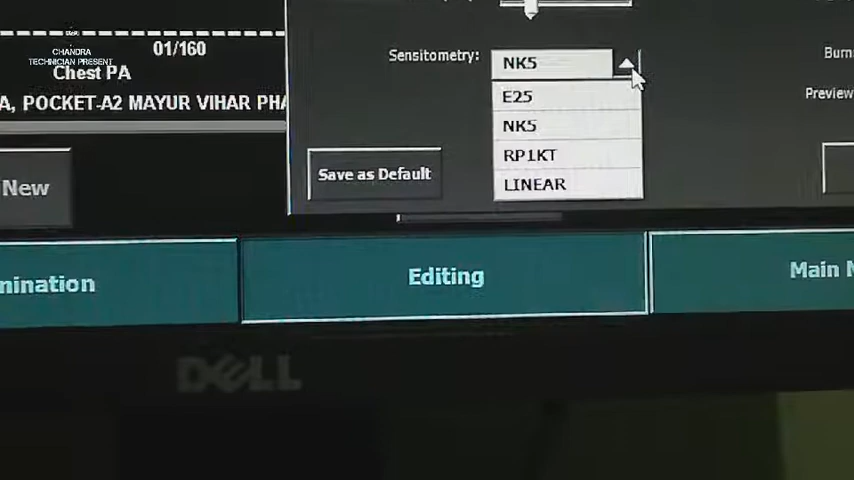 CHANDRA
TECHNICIAN PRESENT
01/160
Chest PA
A, POCKET-A2 MAYUR VIHAR PHA
New
Sensitometry:
NK5
E25
NK5
RP1KT
LINEAR
Save as Default
Burn
Preview
mination
Editing
Main
DELL